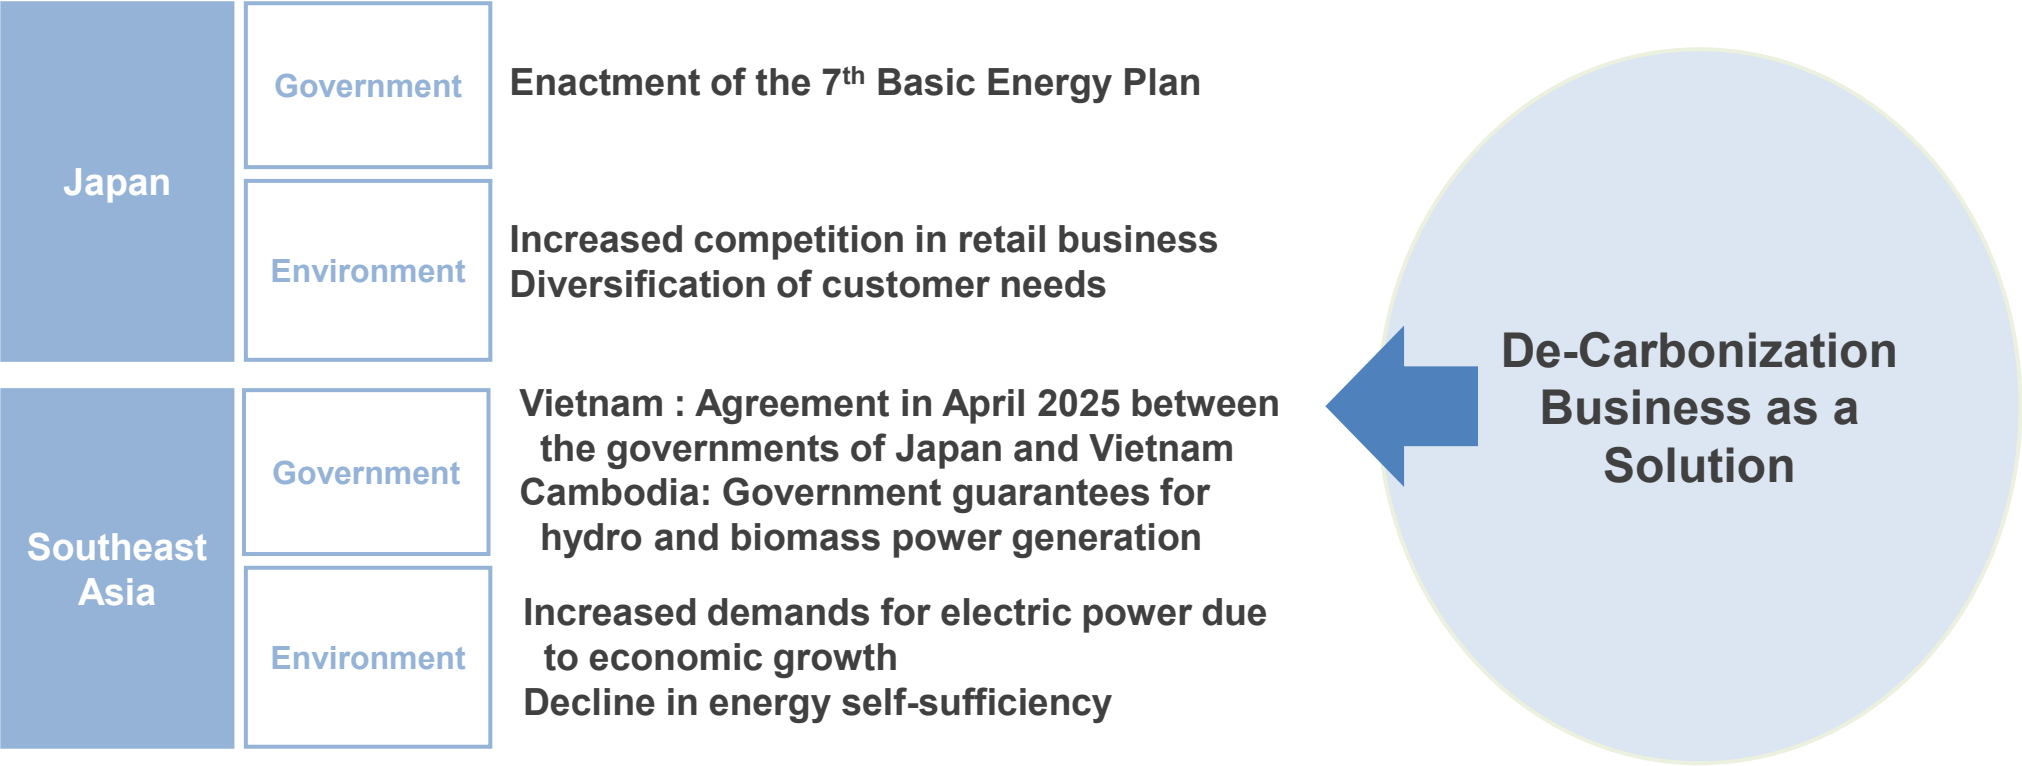 Japan
Government
Enactment of the 7th Basic Energy Plan
Environment
Increased competition in retail business
Diversification of customer needs
Southeast
Asia
Government
Vietnam : Agreement in April 2025 between
the governments of Japan and Vietnam
Cambodia: Government guarantees for
hydro and biomass power generation
Environment
Increased demands for electric power due
to economic growth
Decline in energy self-sufficiency
De-Carbonization
Business as a
Solution